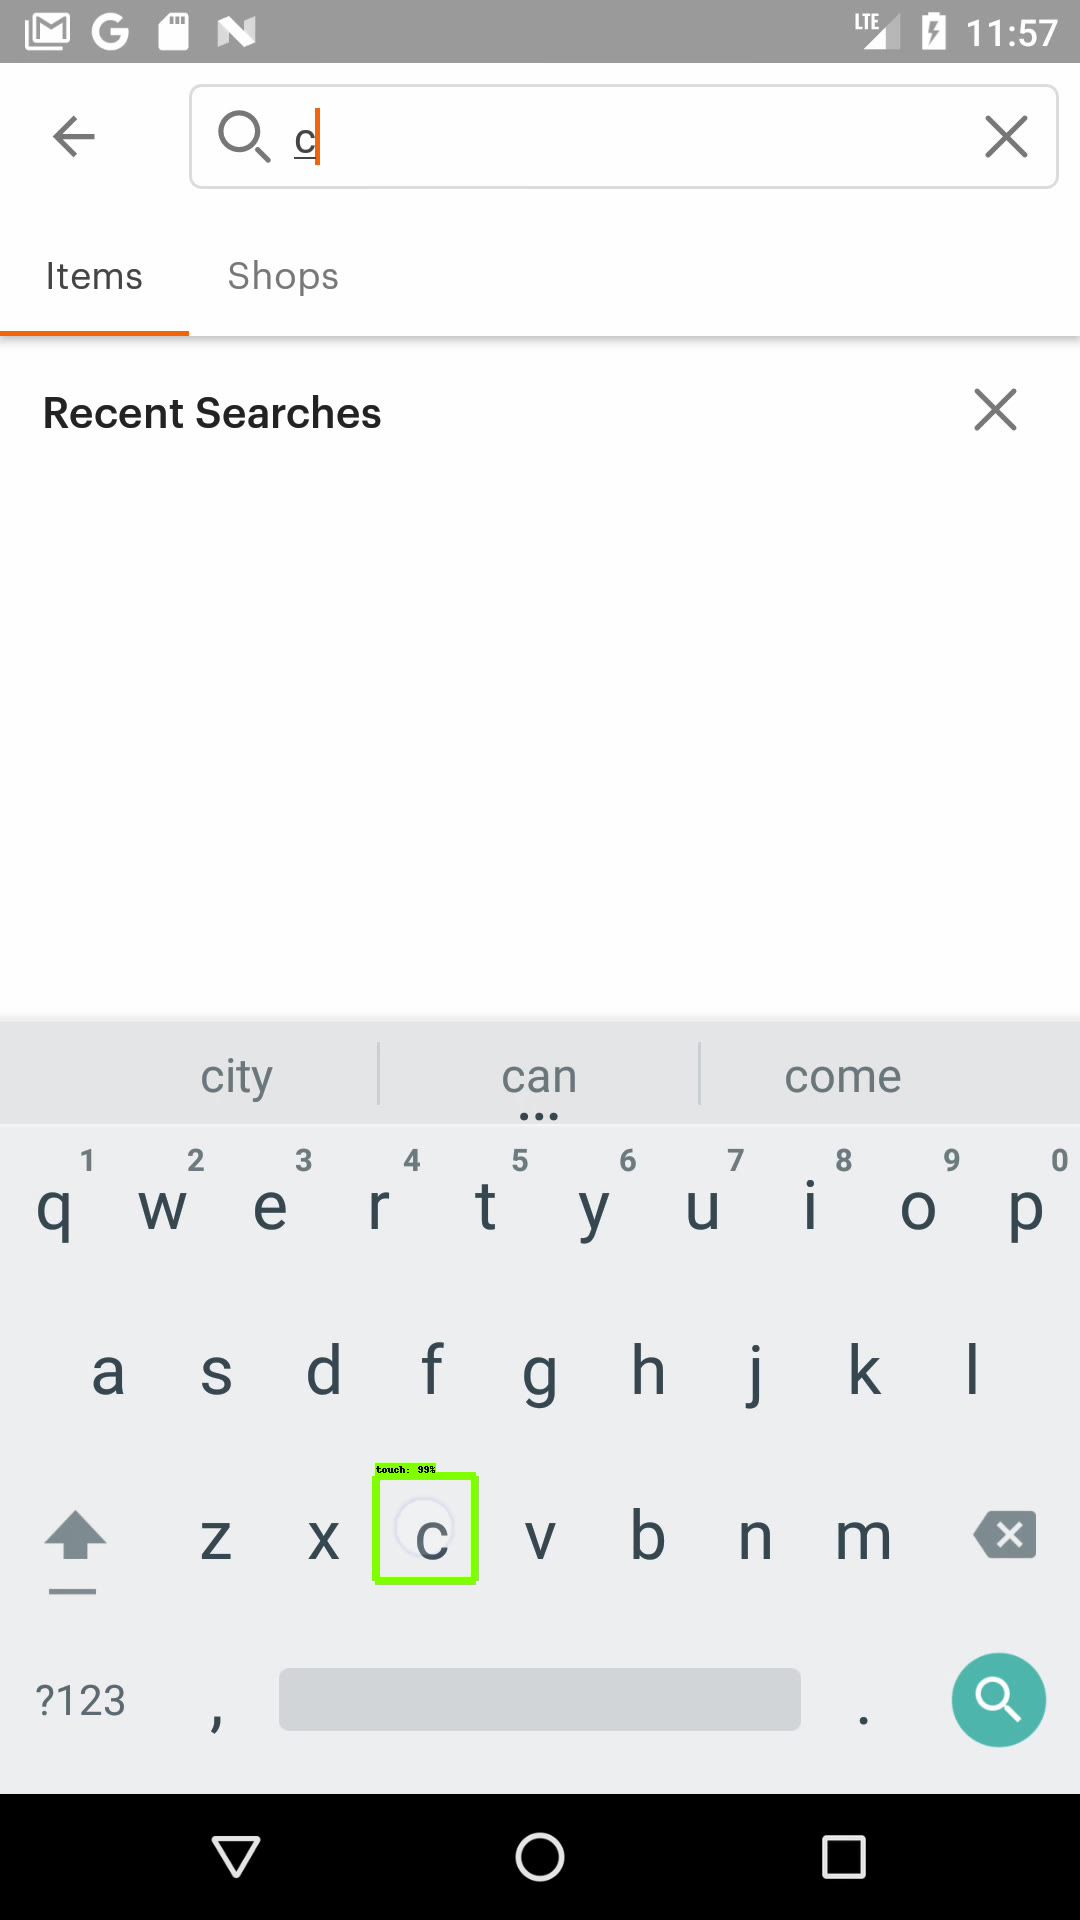 LTE 11:57
c
Items Shops
Recent Searches
city can come
1 2 3 4 5 6 7 8 9 0
q w e r t y u i o p
a s d f g h j k l
touch: 99%
z x c v b n m
?123 , .